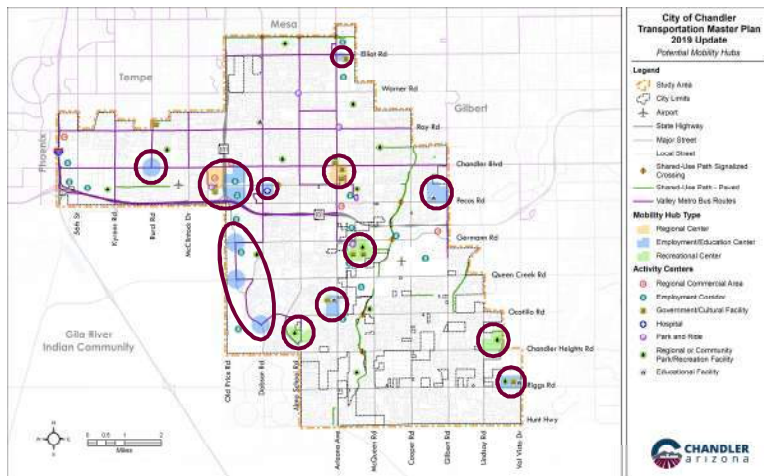 City of Chandler
Transportation Master Plan
2019 Update
Potential Mobility Hubs
Legend
Study Area
City Limits
Airport
State Highway
Major Street
Local Street
Shared-Use Path Signalized
Crossing
Shared-Use Path - Paved
Valley Metro Bus Routes
Mobility Hub Type
Regional Center
Employment/Education Center
Recreational Center
Activity Centers
Regional Commercial Area
Employment Corridor
Government/Cultural Facility
Hospital
Park and Ride
Regional or Community
Park/Recreation Facility
Educational Facility
CHANDLER
arizona
Mesa
Tempe
Gilbert
Phoenix
Gila River
Indian Community
Elliot Rd
Warner Rd
Ray Rd
Chandler Blvd
Pecos Rd
Germann Rd
Queen Creek Rd
Ocotillo Rd
Chandler Heights Rd
Riggs Rd
Hunt Hwy
56th St
Kyrene Rd
Rural Rd
McClintock Dr
Old Price Rd
Dobson Rd
Alma School Rd
Arizona Ave
McQueen Rd
Cooper Rd
Gilbert Rd
Lindsay Rd
Val Vista Dr
0 0.5 1 2
Miles